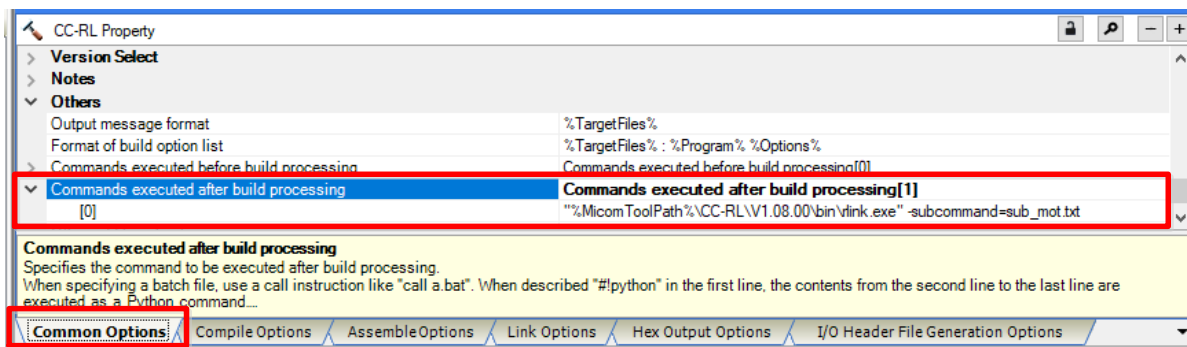 CC-RL Property
Version Select
Notes
Others
Output message format %TargetFiles%
Format of build option list %TargetFiles% : %Program% %Options%
Commands executed before build processing Commands executed before build processing[0]
Commands executed after build processing Commands executed after build processing[1]
[0] "%MicomToolPath%\CC-RL\V1.08.00\bin\rlink.exe" -subcommand=sub_mot.txt
Commands executed after build processing
Specifies the command to be executed after build processing.
When specifying a batch file, use a call instruction like "call a.bat". When described "#!python" in the first line, the contents from the second line to the last line are
executed as a Python command....
Common Options Compile Options Assemble Options Link Options Hex Output Options I/O Header File Generation Options